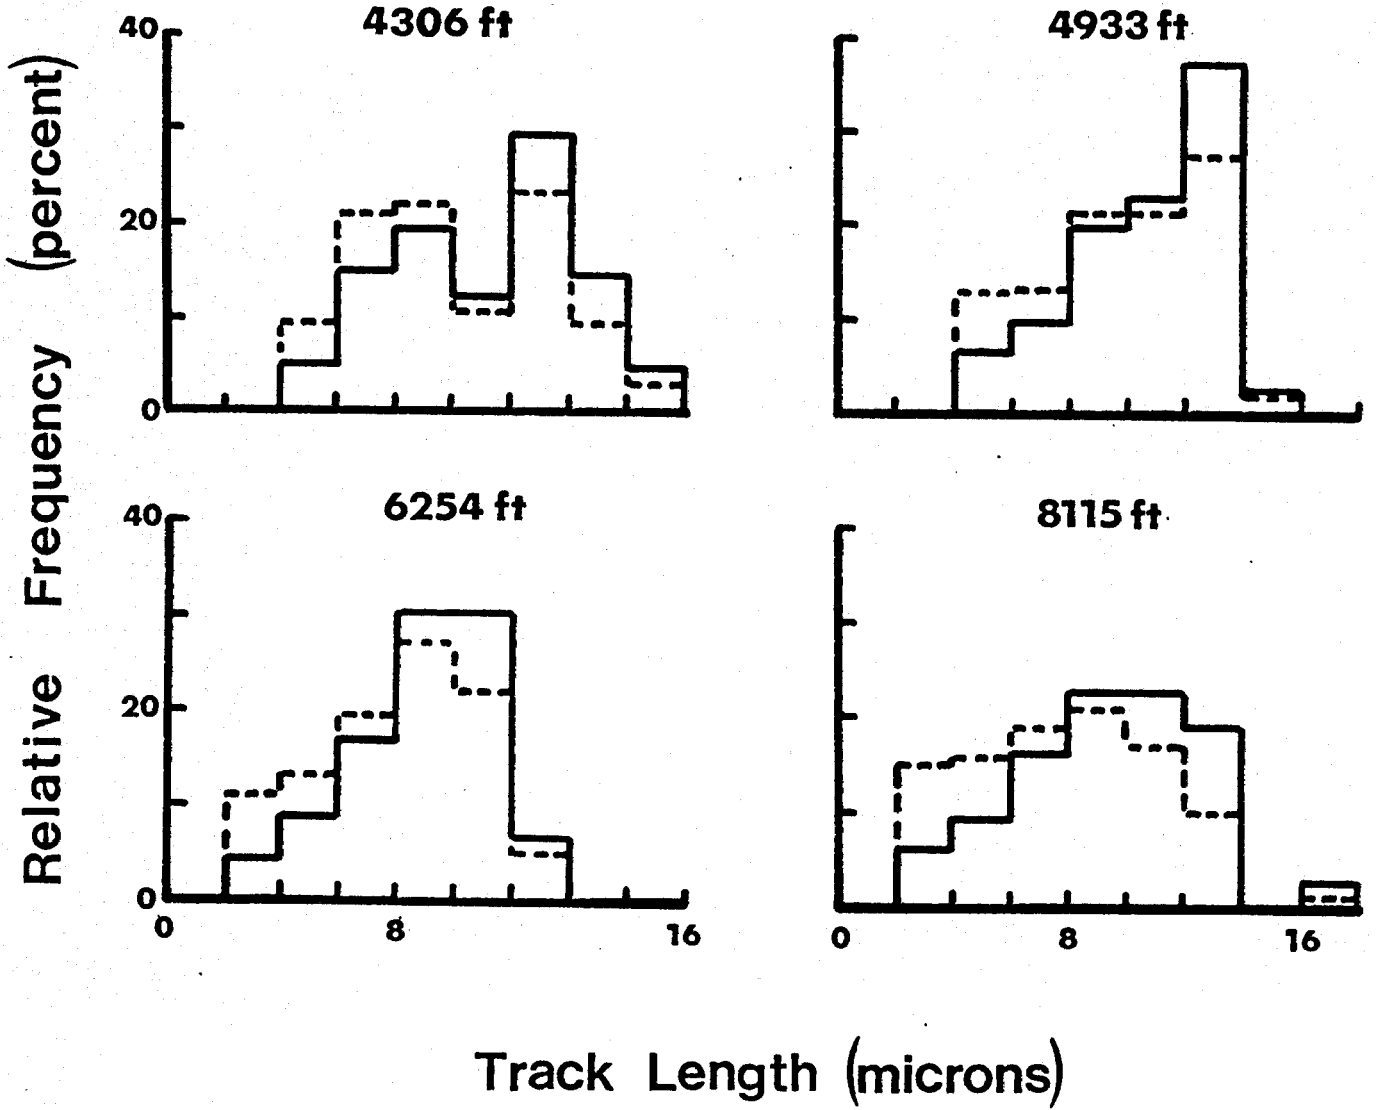 4306 ft
4933 ft
40
20
0
6254 ft
8115 ft
40
20
0
0 8 16
0 8 16
Relative Frequency (percent)
Track Length (microns)